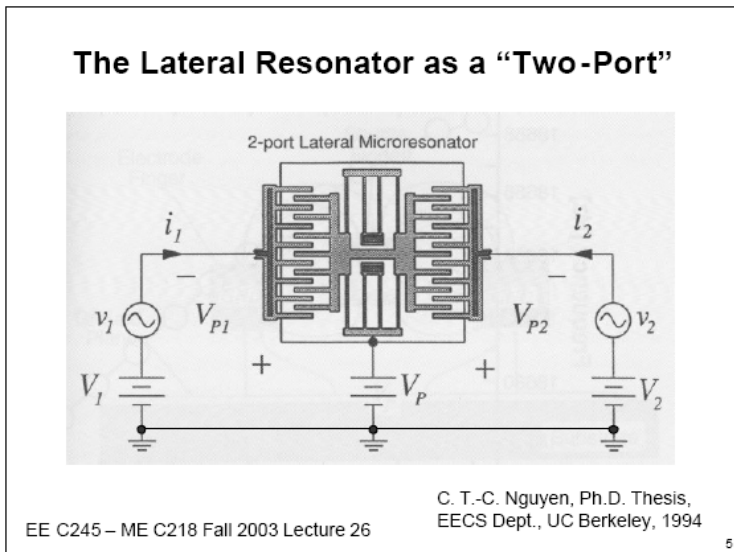 The Lateral Resonator as a “Two-Port”
2-port Lateral Microresonator
i1
i2
−
−
v1
VP1
VP2
v2
+
+
V1
VP
V2
C. T.-C. Nguyen, Ph.D. Thesis,
EECS Dept., UC Berkeley, 1994
EE C245 – ME C218 Fall 2003 Lecture 26
5